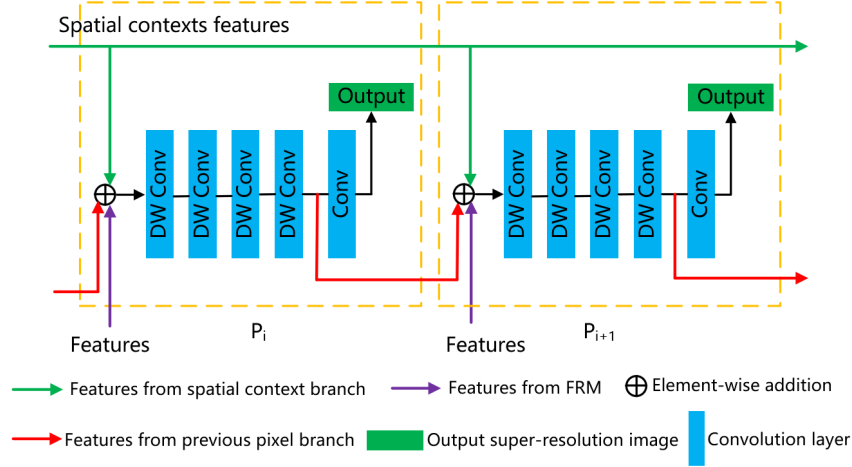 Spatial contexts features
Output
Output
DW Conv
DW Conv
DW Conv
DW Conv
Conv
DW Conv
DW Conv
DW Conv
DW Conv
Conv
Pi
Pi+1
Features
Features
Features from spatial context branch
Features from FRM
Element-wise addition
Features from previous pixel branch
Output super-resolution image
Convolution layer